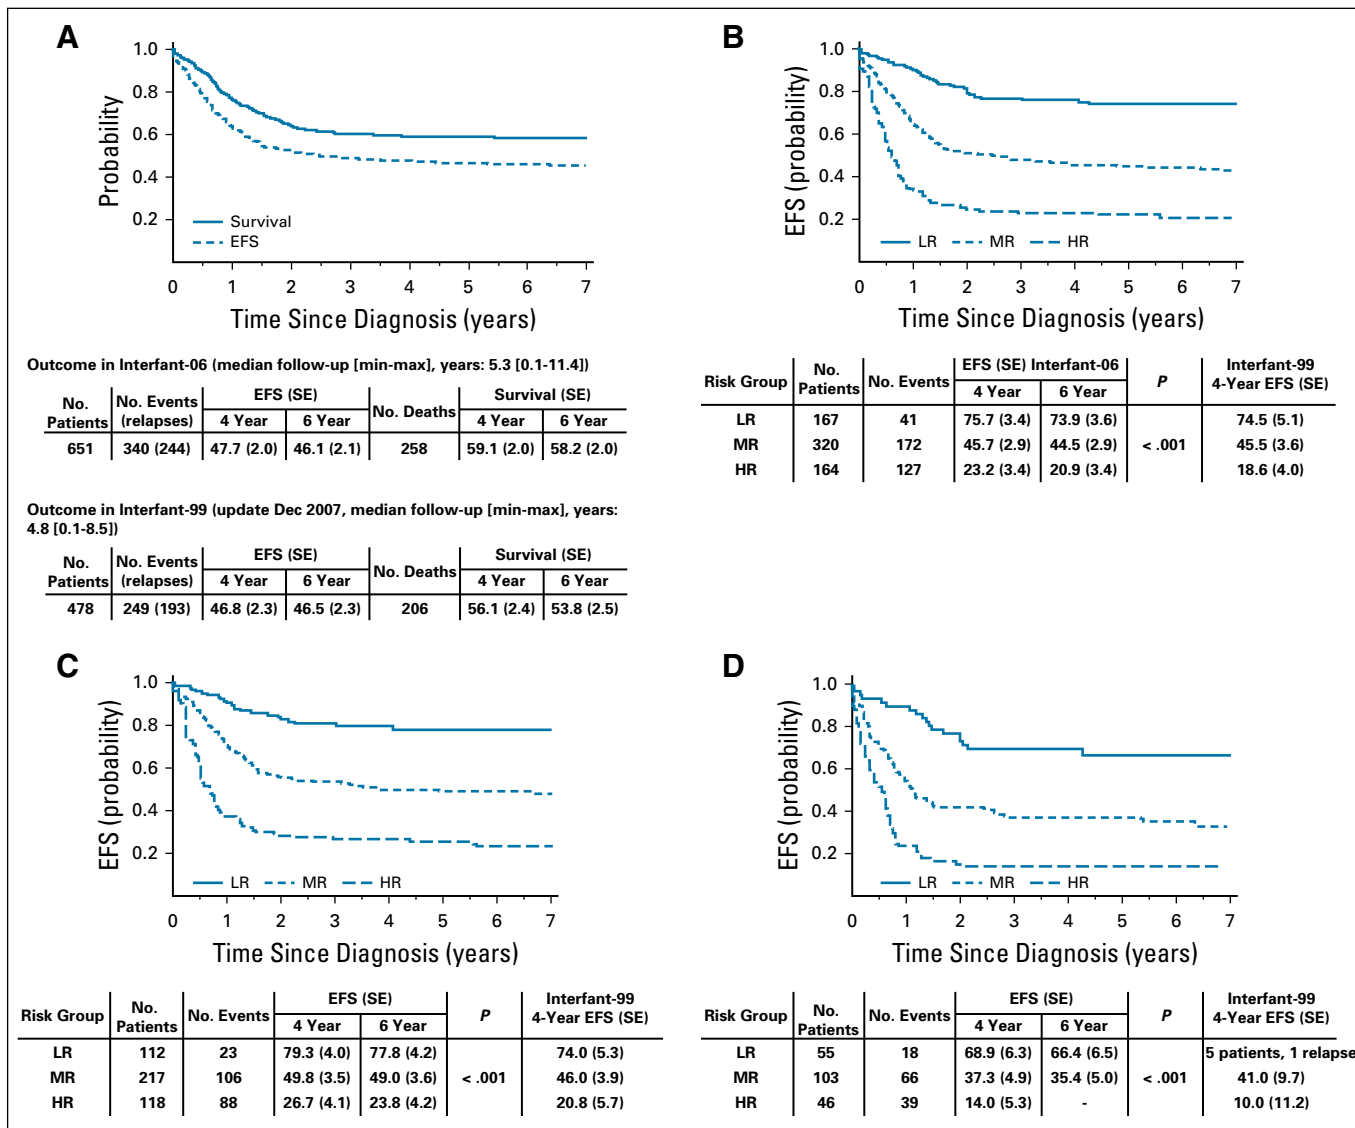 A
1.0
0.8
0.6
0.4
0.2
Probability
Survival
EFS
0 1 2 3 4 5 6 7
Time Since Diagnosis (years)
Outcome in Interfant-06 (median follow-up [min-max], years: 5.3 [0.1-11.4])
No. Patients | No. Events (relapses) | EFS (SE) | No. Deaths | Survival (SE)
4 Year | 6 Year | 4 Year | 6 Year
651 | 340 (244) | 47.7 (2.0) | 46.1 (2.1) | 258 | 59.1 (2.0) | 58.2 (2.0)
Outcome in Interfant-99 (update Dec 2007, median follow-up [min-max], years:
4.8 [0.1-8.5])
No. Patients | No. Events (relapses) | EFS (SE) | No. Deaths | Survival (SE)
4 Year | 6 Year | 4 Year | 6 Year
478 | 249 (193) | 46.8 (2.3) | 46.5 (2.3) | 206 | 56.1 (2.4) | 53.8 (2.5)
B
1.0
0.8
0.6
0.4
0.2
EFS (probability)
LR MR HR
0 1 2 3 4 5 6 7
Time Since Diagnosis (years)
Risk Group | No. Patients | No. Events | EFS (SE) Interfant-06 | P | Interfant-99 4-Year EFS (SE)
4 Year | 6 Year
LR | 167 | 41 | 75.7 (3.4) | 73.9 (3.6) | 74.5 (5.1)
MR | 320 | 172 | 45.7 (2.9) | 44.5 (2.9) | < .001 | 45.5 (3.6)
HR | 164 | 127 | 23.2 (3.4) | 20.9 (3.4) | 18.6 (4.0)
C
1.0
0.8
0.6
0.4
0.2
EFS (probability)
LR MR HR
0 1 2 3 4 5 6 7
Time Since Diagnosis (years)
Risk Group | No. Patients | No. Events | EFS (SE) | P | Interfant-99 4-Year EFS (SE)
4 Year | 6 Year
LR | 112 | 23 | 79.3 (4.0) | 77.8 (4.2) | 74.0 (5.3)
MR | 217 | 106 | 49.8 (3.5) | 49.0 (3.6) | < .001 | 46.0 (3.9)
HR | 118 | 88 | 26.7 (4.1) | 23.8 (4.2) | 20.8 (5.7)
D
1.0
0.8
0.6
0.4
0.2
EFS (probability)
LR MR HR
0 1 2 3 4 5 6 7
Time Since Diagnosis (years)
Risk Group | No. Patients | No. Events | EFS (SE) | P | Interfant-99 4-Year EFS (SE)
4 Year | 6 Year
LR | 55 | 18 | 68.9 (6.3) | 66.4 (6.5) | 5 patients, 1 relapse
MR | 103 | 66 | 37.3 (4.9) | 35.4 (5.0) | < .001 | 41.0 (9.7)
HR | 46 | 39 | 14.0 (5.3) | - | 10.0 (11.2)